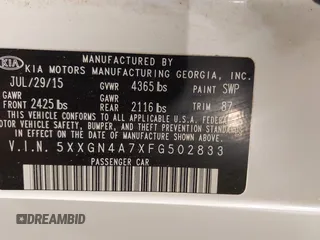 KIA
MANUFACTURED BY
KIA MOTORS MANUFACTURING GEORGIA, INC.
JUL/29/15 GVWR 4365 lbs PAINT SWP
GAWR FRONT 2425 lbs GAWR REAR 2116 lbs TRIM 87
THIS VEHICLE CONFORMS TO ALL APPLICABLE FEDERAL MOTOR VEHICLE
SAFETY, BUMPER, AND THEFT PREVENTION STANDARDS
IN EFFECT ON THE DATE OF MANUFACTURE SHOWN ABOVE.
V.I.N. 5XXGN4A7XFG502833
PASSENGER CAR
DREAMBID